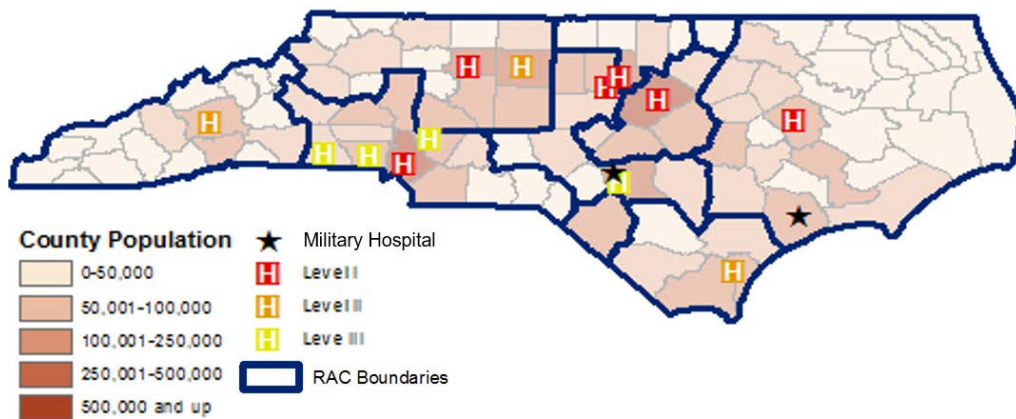 H
H
H
H
H
H
H
H
H
H
H
H
H
County Population
0-50,000
50,001-100,000
100,001-250,000
250,001-500,000
500,000 and up
Military Hospital
H Level I
H Level II
H Level III
RAC Boundaries